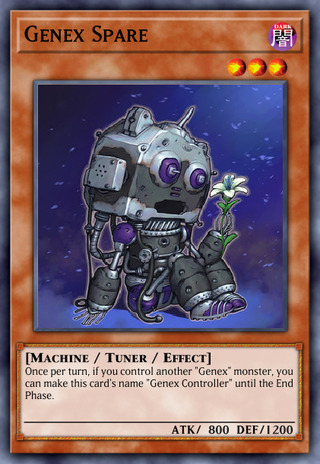 Genex Spare
DARK
闇
[Machine / Tuner / Effect]
Once per turn, if you control another "Genex" monster, you
can make this card's name "Genex Controller" until the End
Phase.
ATK/ 800 DEF/1200